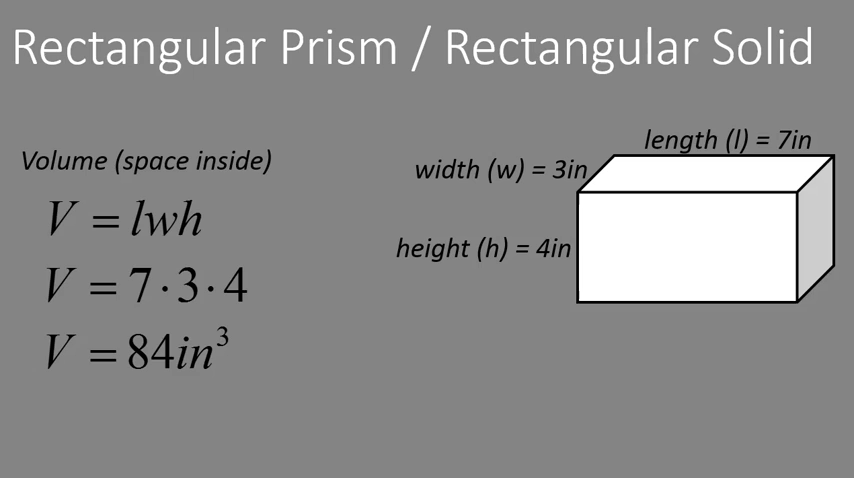 Rectangular Prism / Rectangular Solid
Volume (space inside)
V = lwh
V = 7·3·4
V = 84in³
length (l) = 7in
width (w) = 3in
height (h) = 4in